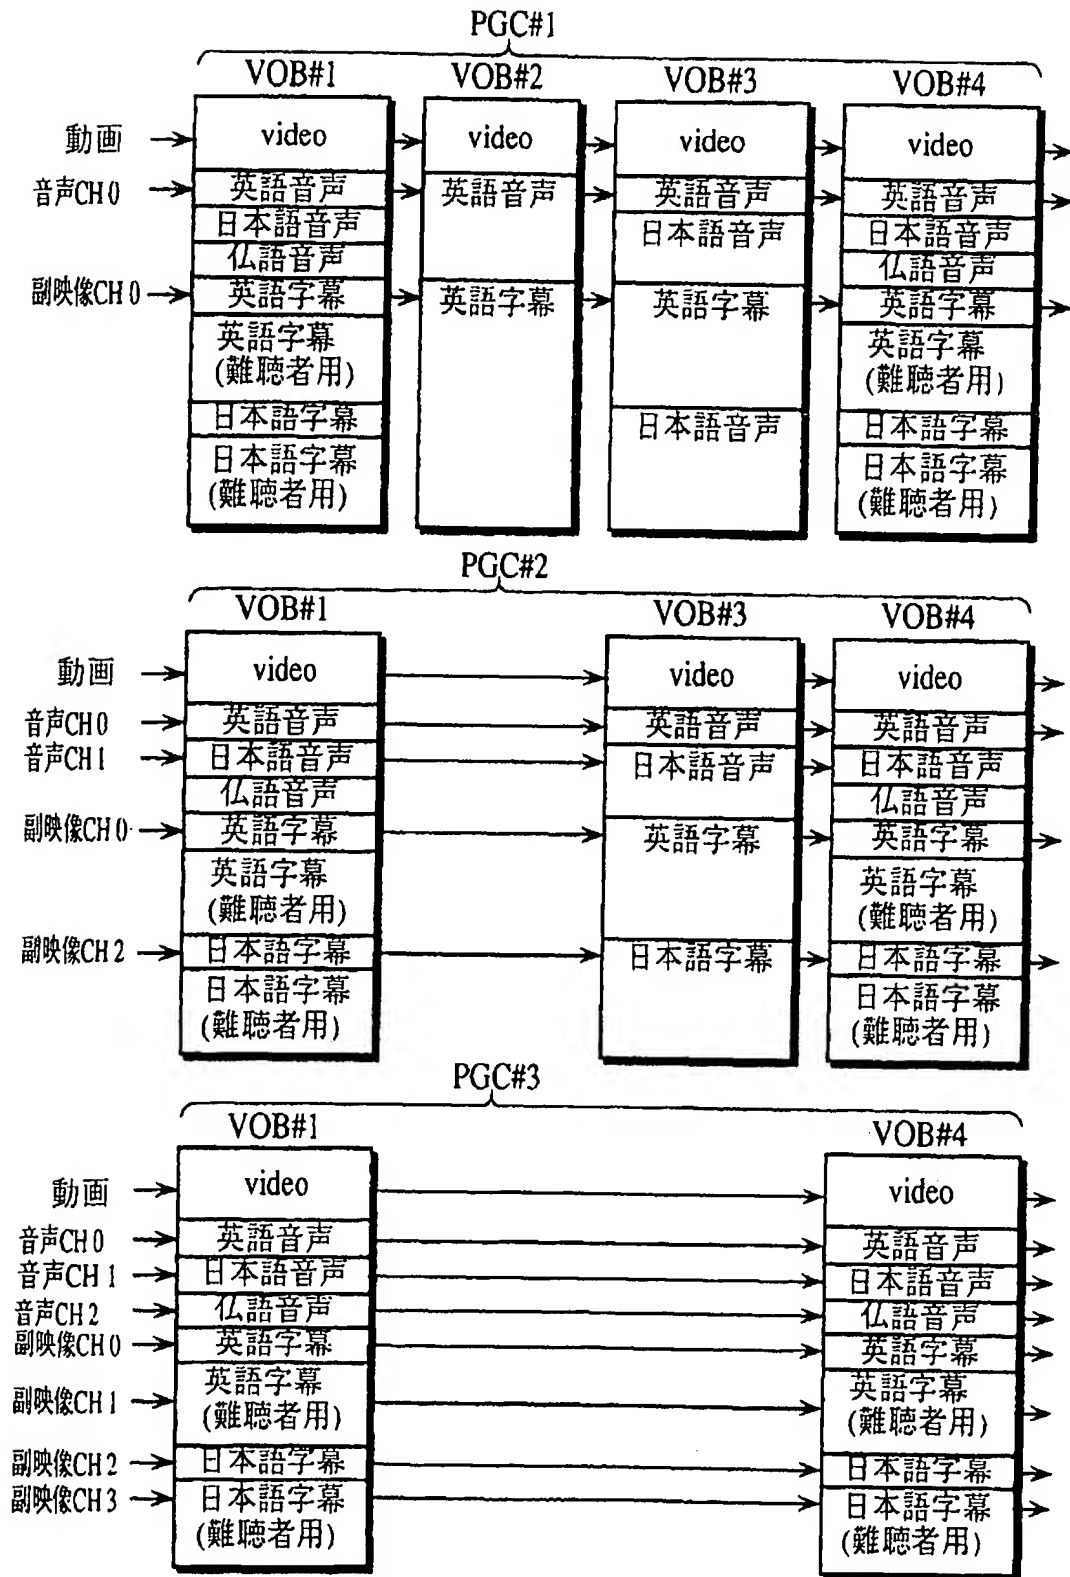 PGC#1
VOB#1 VOB#2 VOB#3 VOB#4
動画 video video video video
音声CH0 英語音声 英語音声 英語音声 英語音声
日本語音声 日本語音声 日本語音声
仏語音声 仏語音声
副映像CH0 英語字幕 英語字幕 英語字幕 英語字幕
英語字幕 英語字幕
(難聴者用) (難聴者用)
日本語字幕 日本語音声 日本語字幕
日本語字幕 日本語字幕
(難聴者用) (難聴者用)
PGC#2
VOB#1 VOB#3 VOB#4
動画 video video video
音声CH0 英語音声 英語音声 英語音声
音声CH1 日本語音声 日本語音声 日本語音声
仏語音声 仏語音声
副映像CH0 英語字幕 英語字幕 英語字幕
英語字幕 英語字幕
(難聴者用) (難聴者用)
副映像CH2 日本語字幕 日本語字幕 日本語字幕
日本語字幕 日本語字幕
(難聴者用) (難聴者用)
PGC#3
VOB#1 VOB#4
動画 video video
音声CH0 英語音声 英語音声
音声CH1 日本語音声 日本語音声
音声CH2 仏語音声 仏語音声
副映像CH0 英語字幕 英語字幕
副映像CH1 英語字幕 英語字幕
(難聴者用) (難聴者用)
副映像CH2 日本語字幕 日本語字幕
副映像CH3 日本語字幕 日本語字幕
(難聴者用) (難聴者用)